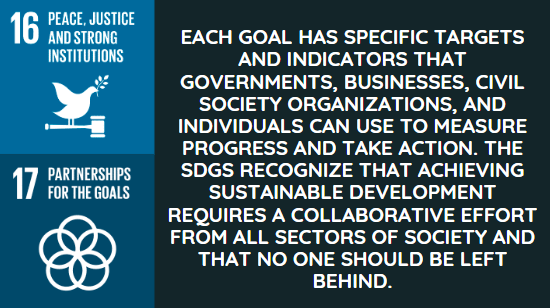 16 PEACE, JUSTICE
AND STRONG
INSTITUTIONS
17 PARTNERSHIPS
FOR THE GOALS
EACH GOAL HAS SPECIFIC TARGETS
AND INDICATORS THAT
GOVERNMENTS, BUSINESSES, CIVIL
SOCIETY ORGANIZATIONS, AND
INDIVIDUALS CAN USE TO MEASURE
PROGRESS AND TAKE ACTION. THE
SDGS RECOGNIZE THAT ACHIEVING
SUSTAINABLE DEVELOPMENT
REQUIRES A COLLABORATIVE EFFORT
FROM ALL SECTORS OF SOCIETY AND
THAT NO ONE SHOULD BE LEFT
BEHIND.